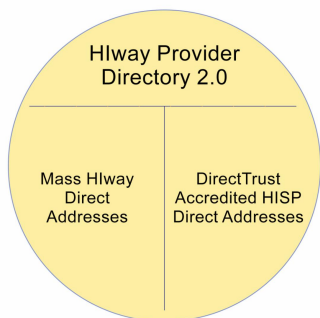 HIway Provider
Directory 2.0
Mass HIway
Direct
Addresses
DirectTrust
Accredited HISP
Direct Addresses